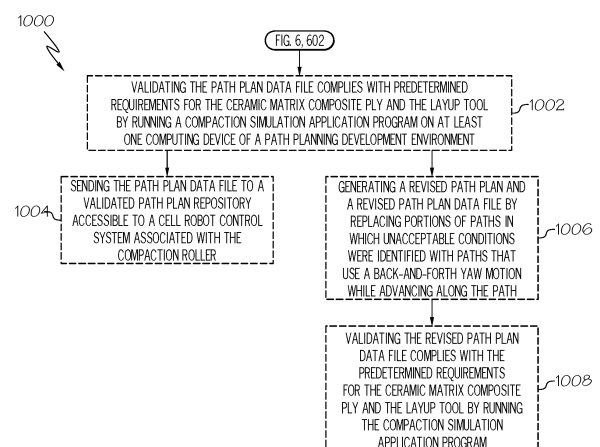 1000
FIG. 6, 602
VALIDATING THE PATH PLAN DATA FILE COMPLIES WITH PREDETERMINED
REQUIREMENTS FOR THE CERAMIC MATRIX COMPOSITE PLY AND THE LAYUP TOOL
BY RUNNING A COMPACTION SIMULATION APPLICATION PROGRAM ON AT LEAST
ONE COMPUTING DEVICE OF A PATH PLANNING DEVELOPMENT ENVIRONMENT
1002
SENDING THE PATH PLAN DATA FILE TO A
VALIDATED PATH PLAN REPOSITORY
ACCESSIBLE TO A CELL ROBOT CONTROL
SYSTEM ASSOCIATED WITH THE
COMPACTION ROLLER
1004
GENERATING A REVISED PATH PLAN AND
A REVISED PATH PLAN DATA FILE BY
REPLACING PORTIONS OF PATHS IN
WHICH UNACCEPTABLE CONDITIONS
WERE IDENTIFIED WITH PATHS THAT
USE A BACK-AND-FORTH YAW MOTION
WHILE ADVANCING ALONG THE PATH
1006
VALIDATING THE REVISED PATH PLAN
DATA FILE COMPLIES WITH THE
PREDETERMINED REQUIREMENTS
FOR THE CERAMIC MATRIX COMPOSITE
PLY AND THE LAYUP TOOL BY RUNNING
THE COMPACTION SIMULATION
APPLICATION PROGRAM
1008